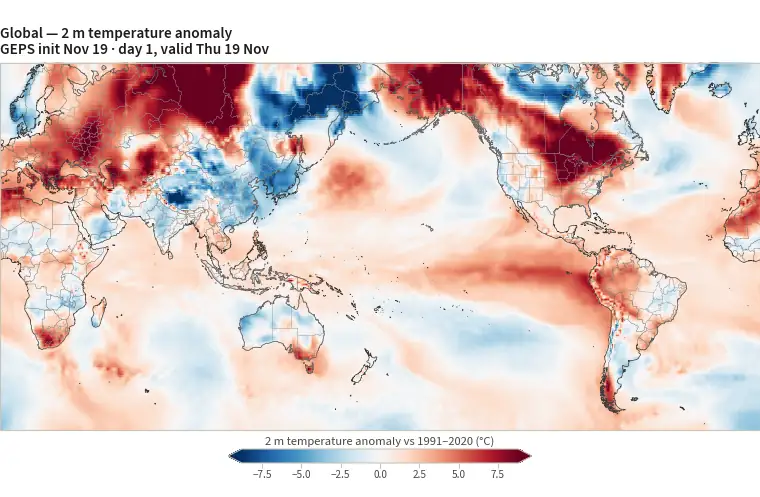 Global — 2 m temperature anomaly
GEPS init Nov 19 · day 1, valid Thu 19 Nov
2 m temperature anomaly vs 1991–2020 (°C)
−7.5 −5.0 −2.5 0.0 2.5 5.0 7.5